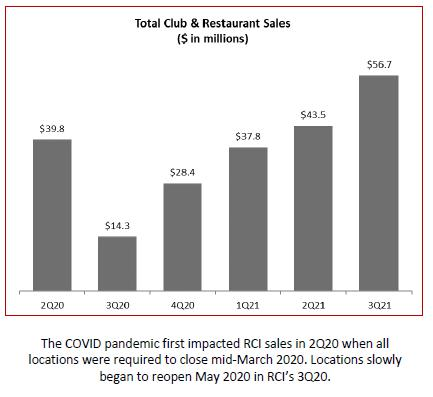 Total Club & Restaurant Sales
($ in millions)
$39.8
$14.3
$28.4
$37.8
$43.5
$56.7
2Q20
3Q20
4Q20
1Q21
2Q21
3Q21
The COVID pandemic first impacted RCI sales in 2Q20 when all
locations were required to close mid-March 2020. Locations slowly
began to reopen May 2020 in RCI's 3Q20.